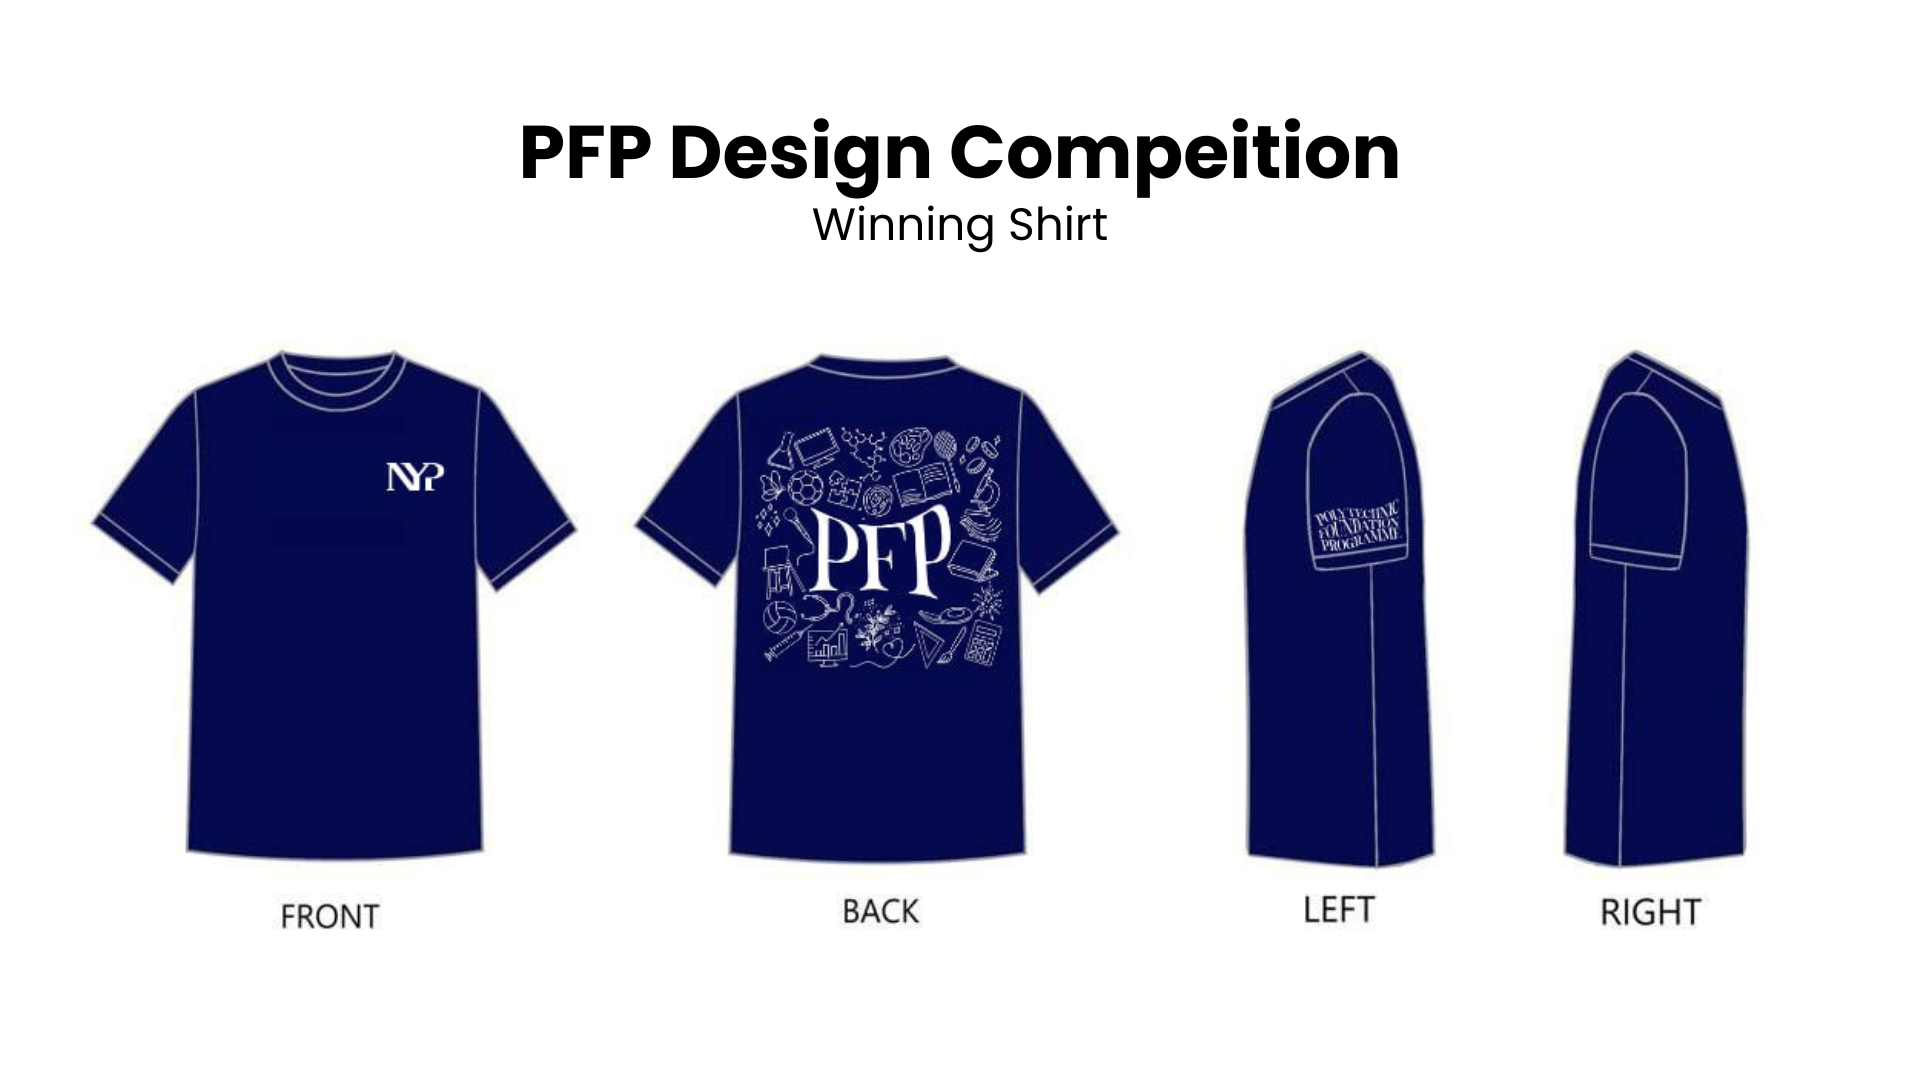 PFP Design Compeition
Winning Shirt
NYP
PFP
POLYTECHNIC
FOUNDATION
PROGRAMME
FRONT
BACK
LEFT
RIGHT